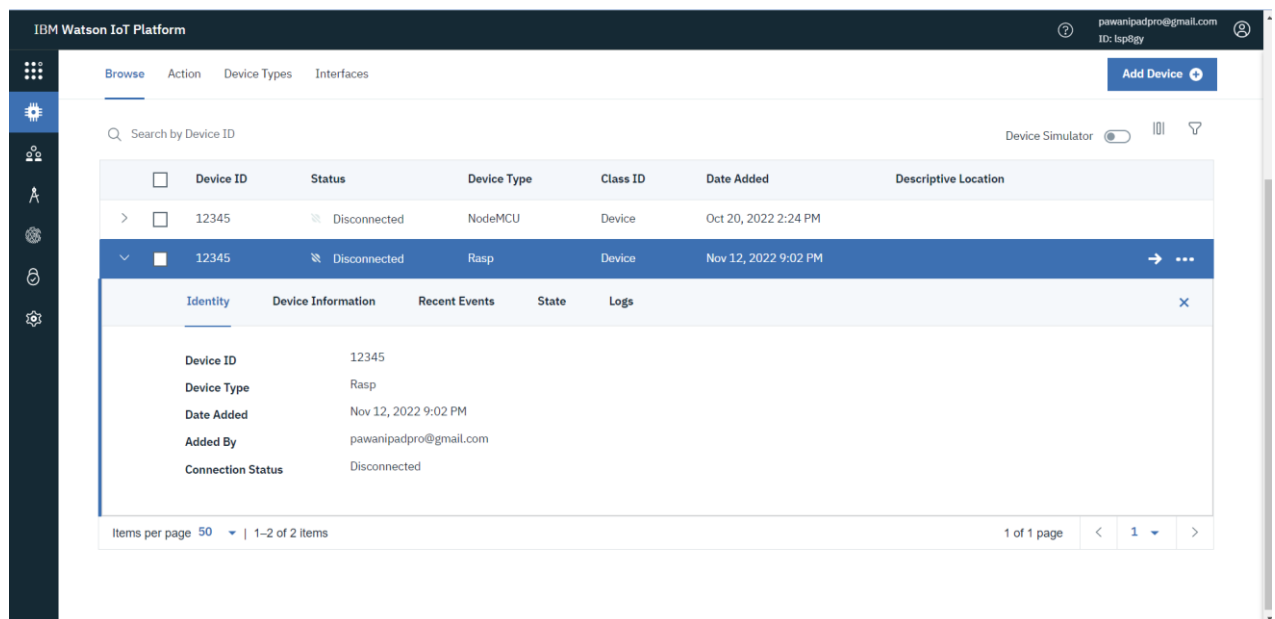 IBM Watson IoT Platform
pawanipadpro@gmail.com
ID: lsp8gy
Browse Action Device Types Interfaces
Add Device
Search by Device ID
Device Simulator
Device ID Status Device Type Class ID Date Added Descriptive Location
12345 Disconnected NodeMCU Device Oct 20, 2022 2:24 PM
12345 Disconnected Rasp Device Nov 12, 2022 9:02 PM
Identity Device Information Recent Events State Logs
Device ID 12345
Device Type Rasp
Date Added Nov 12, 2022 9:02 PM
Added By pawanipadpro@gmail.com
Connection Status Disconnected
Items per page 50 | 1–2 of 2 items 1 of 1 page 1